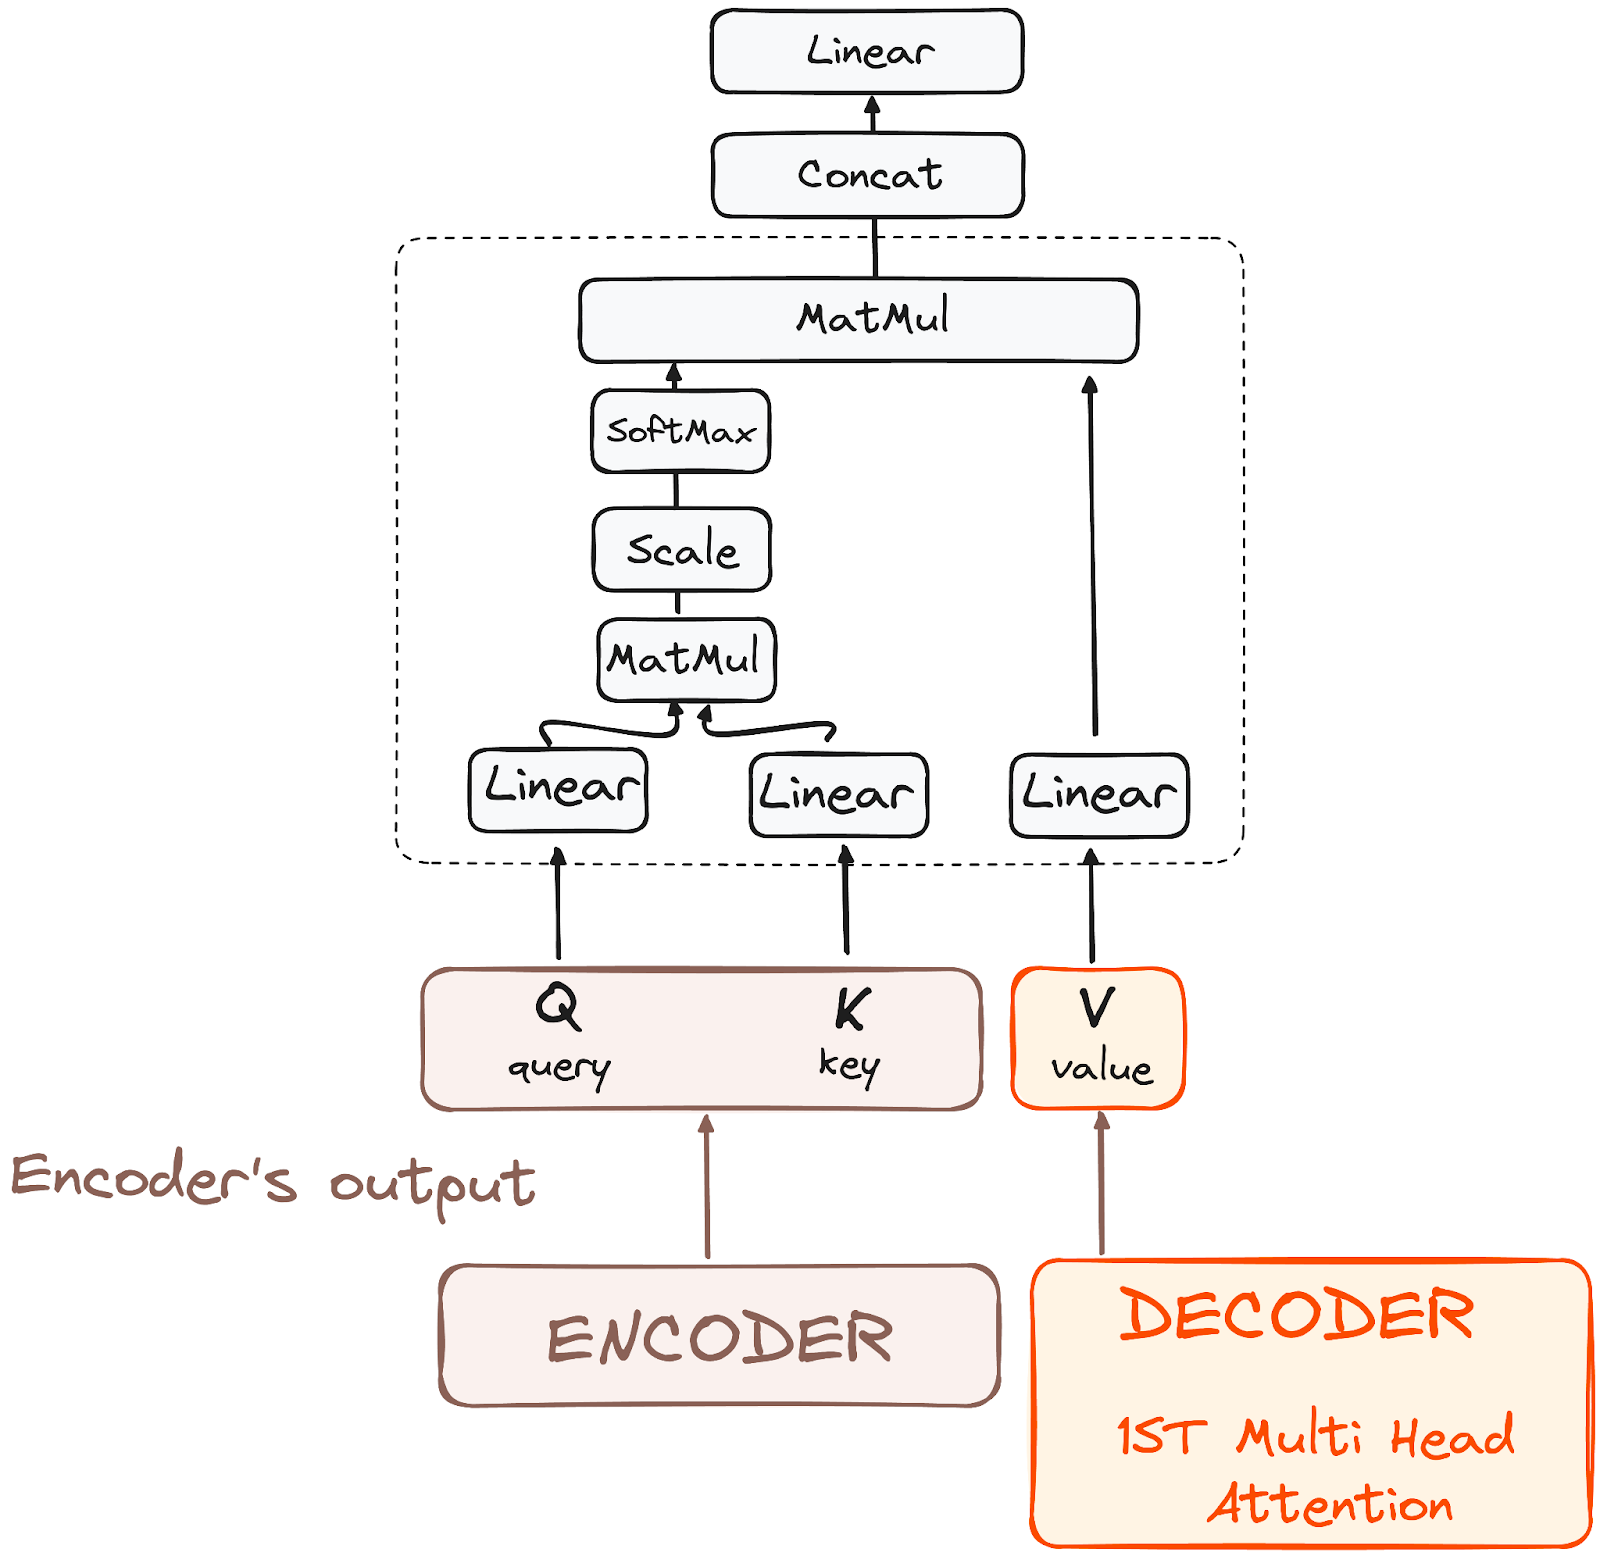 Linear
Concat
MatMul
SoftMax
Scale
MatMul
Linear
Linear
Linear
Q
query
K
key
V
value
Encoder's output
ENCODER
DECODER
1ST Multi Head
Attention